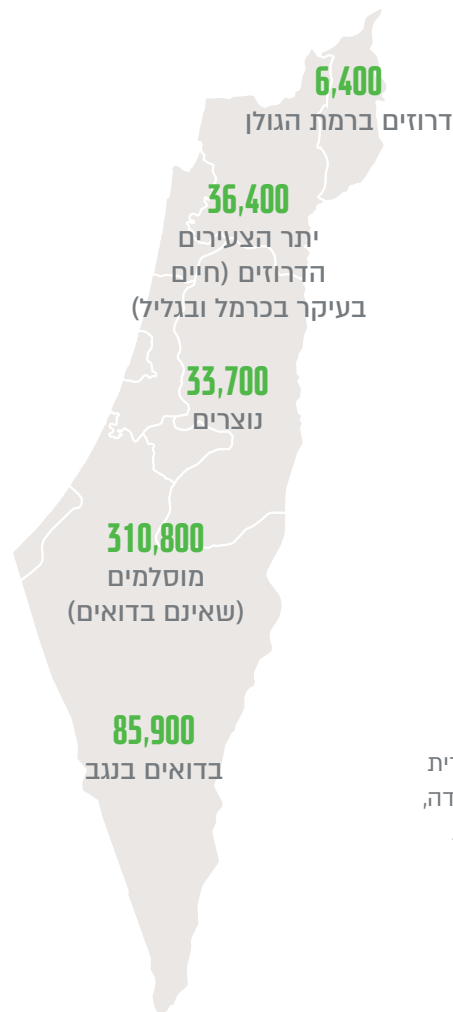 6,400
דרוזים ברמת הגולן
36,400
יתר הצעירים
הדרוזים (חיים
בעיקר בכרמל ובגליל)
33,700
נוצרים
310,800
מוסלמים
(שאינם בדואים)
85,900
בדואים בנגב